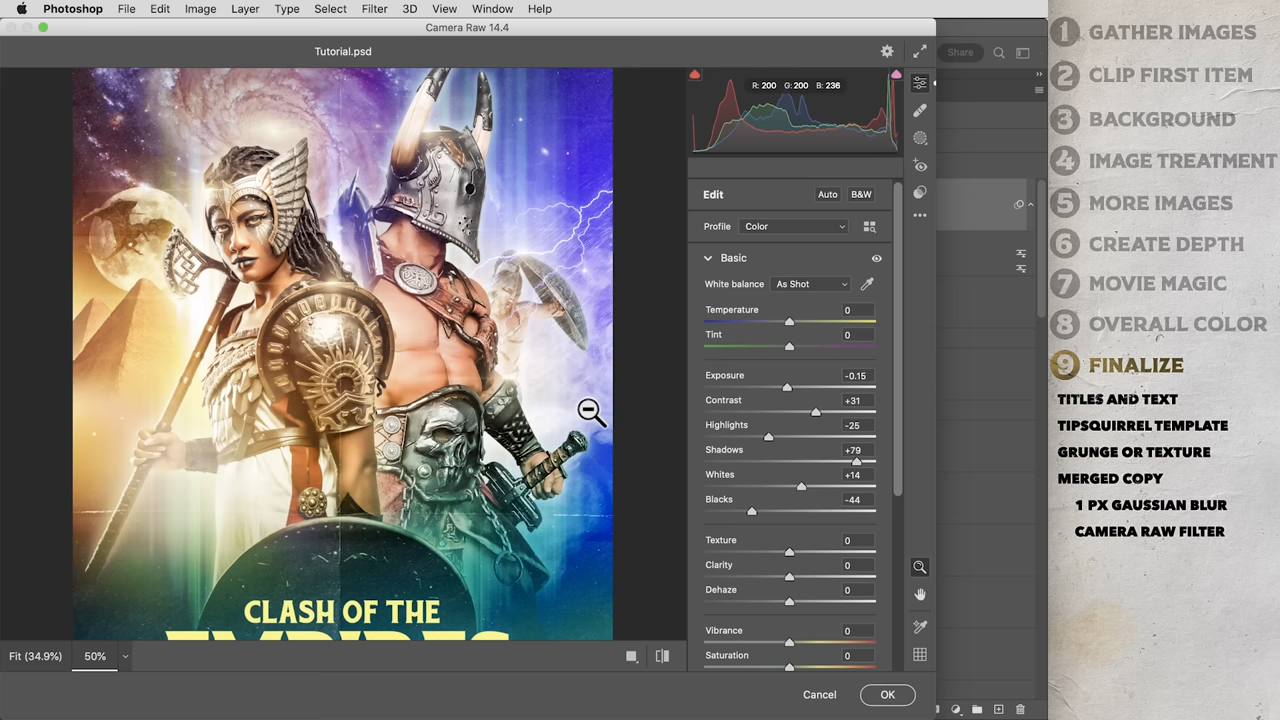 Photoshop File Edit Image Layer Type Select Filter 3D View Window Help
Camera Raw 14.4
Tutorial.psd
Share
R: 200 G: 200 B: 236
Edit Auto B&W
Profile Color
Basic
White balance As Shot
Temperature 0
Tint 0
Exposure -0.15
Contrast +31
Highlights -25
Shadows +79
Whites +14
Blacks -44
Texture 0
Clarity 0
Dehaze 0
Vibrance 0
Saturation 0
CLASH OF THE
EMPIRES
Fit (34.9%) 50%
Cancel OK
1 GATHER IMAGES
2 CLIP FIRST ITEM
3 BACKGROUND
4 IMAGE TREATMENT
5 MORE IMAGES
6 CREATE DEPTH
7 MOVIE MAGIC
8 OVERALL COLOR
9 FINALIZE
TITLES AND TEXT
TIPSQUIRREL TEMPLATE
GRUNGE OR TEXTURE
MERGED COPY
1 PX GAUSSIAN BLUR
CAMERA RAW FILTER